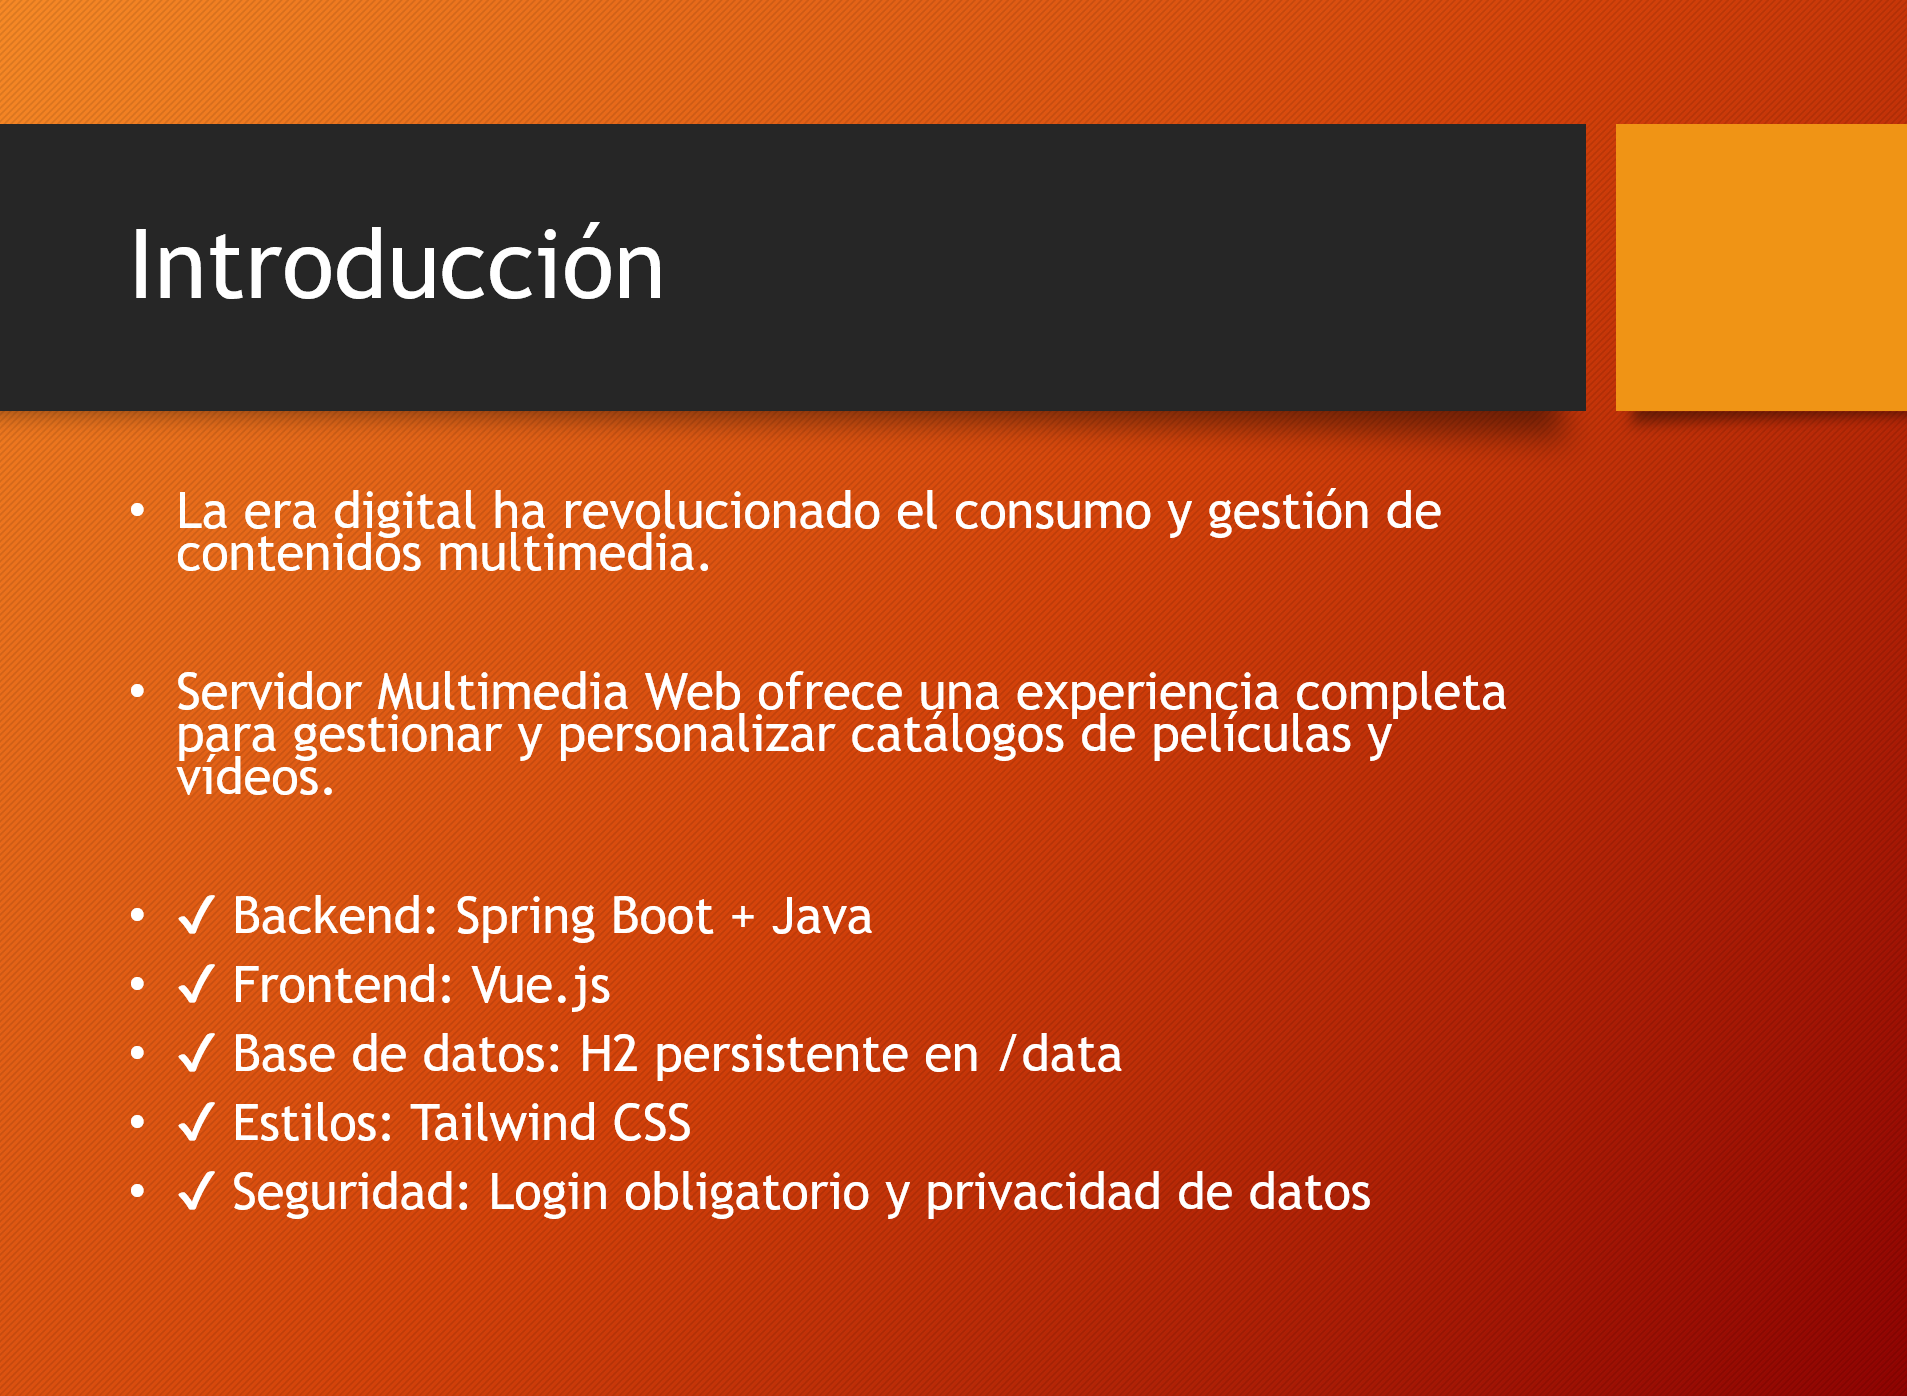 Introducción
• La era digital ha revolucionado el consumo y gestión de
contenidos multimedia.
• Servidor Multimedia Web ofrece una experiencia completa
para gestionar y personalizar catálogos de películas y
vídeos.
• ✓ Backend: Spring Boot + Java
• ✓ Frontend: Vue.js
• ✓ Base de datos: H2 persistente en /data
• ✓ Estilos: Tailwind CSS
• ✓ Seguridad: Login obligatorio y privacidad de datos